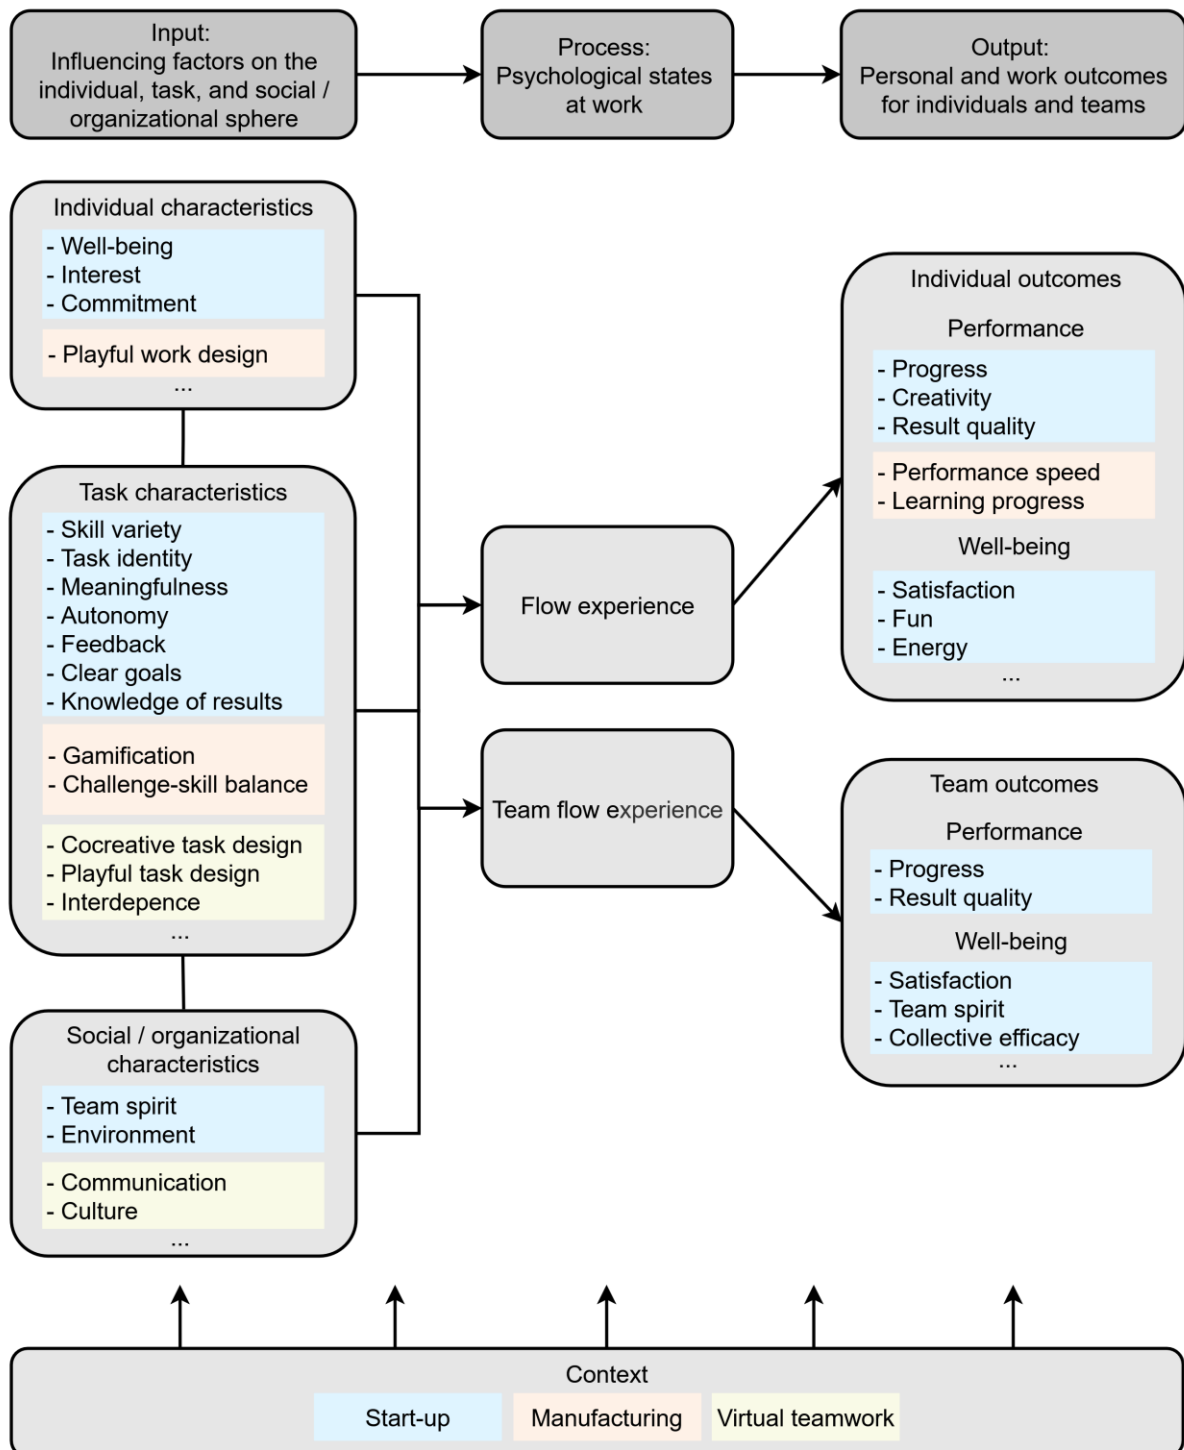 Input:
Influencing factors on the
individual, task, and social /
organizational sphere
Process:
Psychological states
at work
Output:
Personal and work outcomes
for individuals and teams
Individual characteristics
- Well-being
- Interest
- Commitment
- Playful work design
...
Task characteristics
- Skill variety
- Task identity
- Meaningfulness
- Autonomy
- Feedback
- Clear goals
- Knowledge of results
- Gamification
- Challenge-skill balance
- Cocreative task design
- Playful task design
- Interdepence
...
Social / organizational
characteristics
- Team spirit
- Environment
- Communication
- Culture
...
Flow experience
Team flow experience
Individual outcomes
Performance
- Progress
- Creativity
- Result quality
- Performance speed
- Learning progress
Well-being
- Satisfaction
- Fun
- Energy
...
Team outcomes
Performance
- Progress
- Result quality
Well-being
- Satisfaction
- Team spirit
- Collective efficacy
...
Context
Start-up
Manufacturing
Virtual teamwork